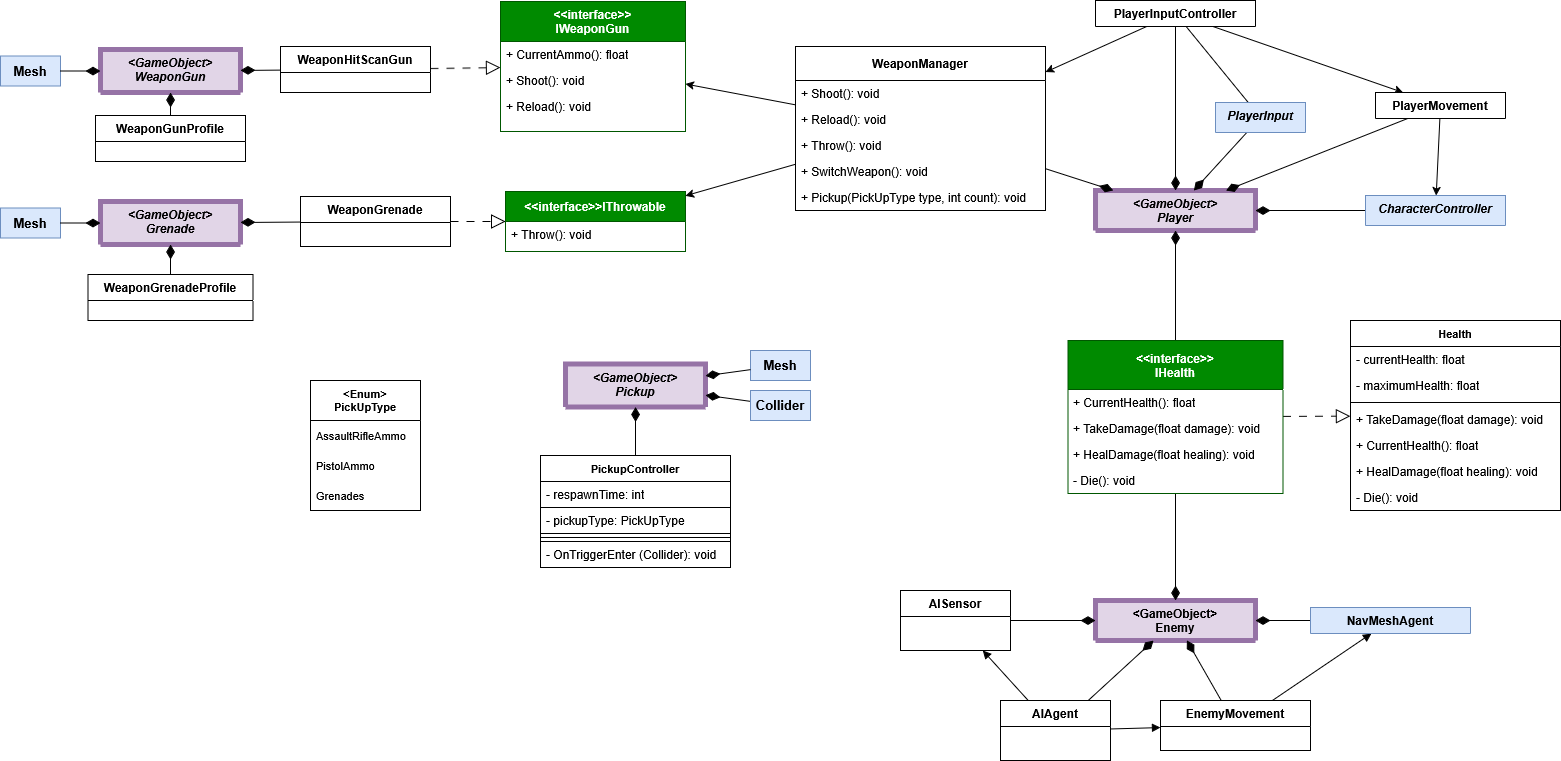 <<interface>>
IWeaponGun
+ CurrentAmmo(): float
+ Shoot(): void
+ Reload(): void
Mesh
<GameObject>
WeaponGun
WeaponHitScanGun
WeaponGunProfile
WeaponManager
+ Shoot(): void
+ Reload(): void
+ Throw(): void
+ SwitchWeapon(): void
+ Pickup(PickUpType type, int count): void
PlayerInputController
PlayerInput
PlayerMovement
<GameObject>
Player
CharacterController
Mesh
<GameObject>
Grenade
WeaponGrenade
WeaponGrenadeProfile
<<interface>>IThrowable
+ Throw(): void
<Enum>
PickUpType
AssaultRifleAmmo
PistolAmmo
Grenades
<GameObject>
Pickup
Mesh
Collider
PickupController
- respawnTime: int
- pickupType: PickUpType
- OnTriggerEnter (Collider): void
<<interface>>
IHealth
+ CurrentHealth(): float
+ TakeDamage(float damage): void
+ HealDamage(float healing): void
- Die(): void
Health
- currentHealth: float
- maximumHealth: float
+ TakeDamage(float damage): void
+ CurrentHealth(): float
+ HealDamage(float healing): void
- Die(): void
AISensor
<GameObject>
Enemy
NavMeshAgent
AIAgent
EnemyMovement